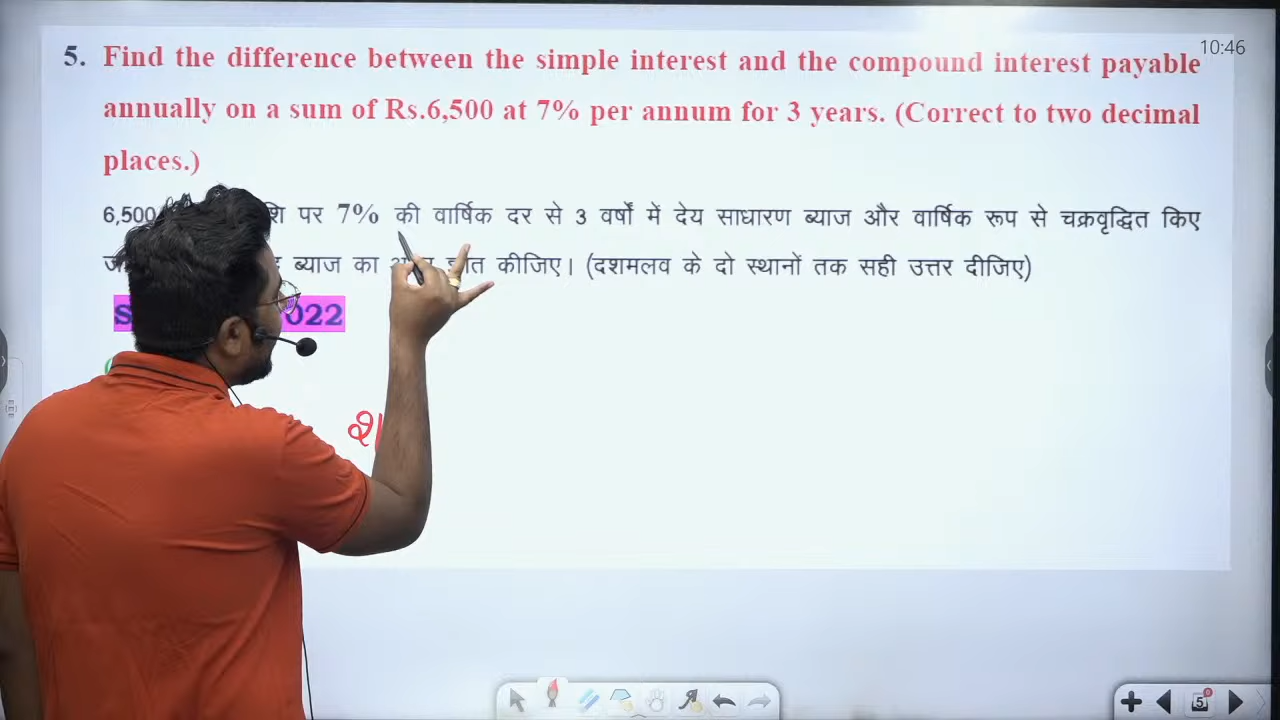 10:46
5. Find the difference between the simple interest and the compound interest payable
annually on a sum of Rs.6,500 at 7% per annum for 3 years. (Correct to two decimal
places.)
6,500 पर 7% की वार्षिक दर से 3 वर्षों में देय साधारण ब्याज और वार्षिक रूप से चक्रवृद्धित किए
ब्याज का कीजिए। (दशमलव के दो स्थानों तक सही उत्तर दीजिए)
022
5